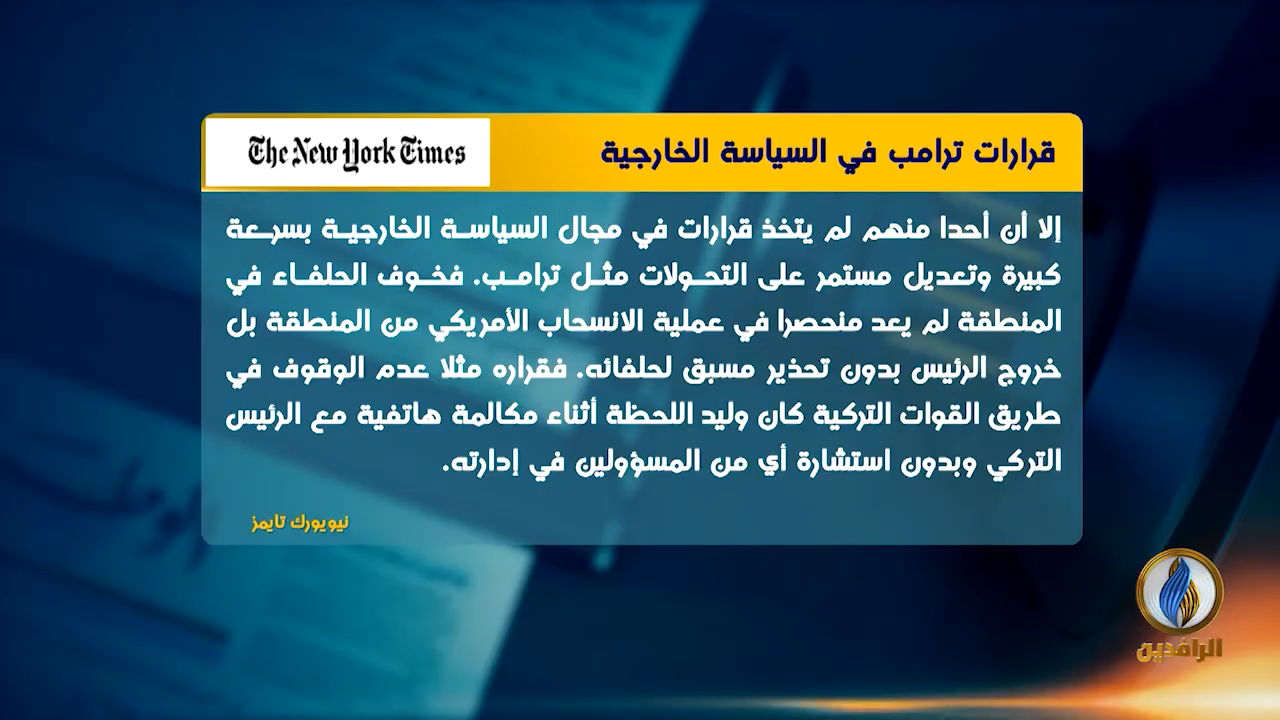 قرارات ترامب في السياسة الخارجية
The New York Times
إلا أن أحدا منهم لم يتخذ قرارات في مجال السياسة الخارجية بسرعة
كبيرة وتعديل مستمر على التحولات مثل ترامب. فخوف الحلفاء في
المنطقة لم يعد منحصرا في عملية الانسحاب الأمريكي من المنطقة بل
خروج الرئيس بدون تحذير مسبق لحلفائه. فقراره مثلا عدم الوقوف في
طريق القوات التركية كان وليد اللحظة أثناء مكالمة هاتفية مع الرئيس
التركي وبدون استشارة أي من المسؤولين في إدارته.
نيويورك تايمز
الرافدين